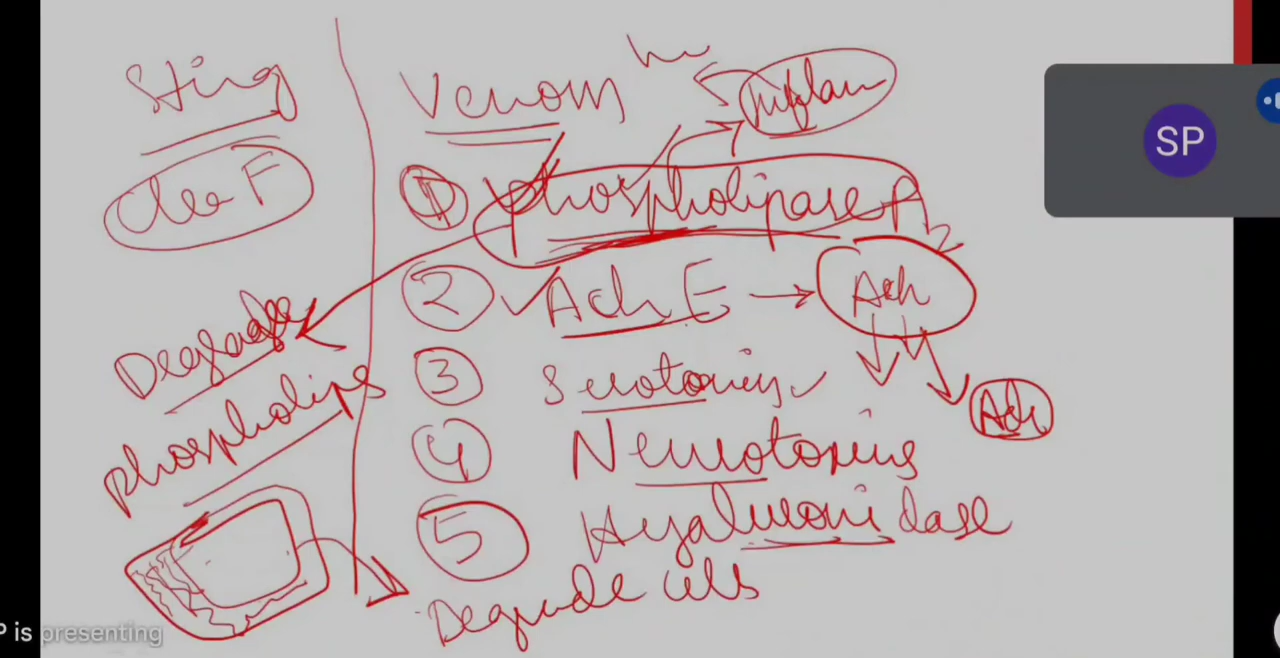 Sting
Venom
Inflam
① phospholipase A2
② AchE → Ach
Degrade
③ Serotonin
Ach
phospholips
④ Neurotoxins
⑤ Hyaluronidase
Degrade cells
P is presenting
SP